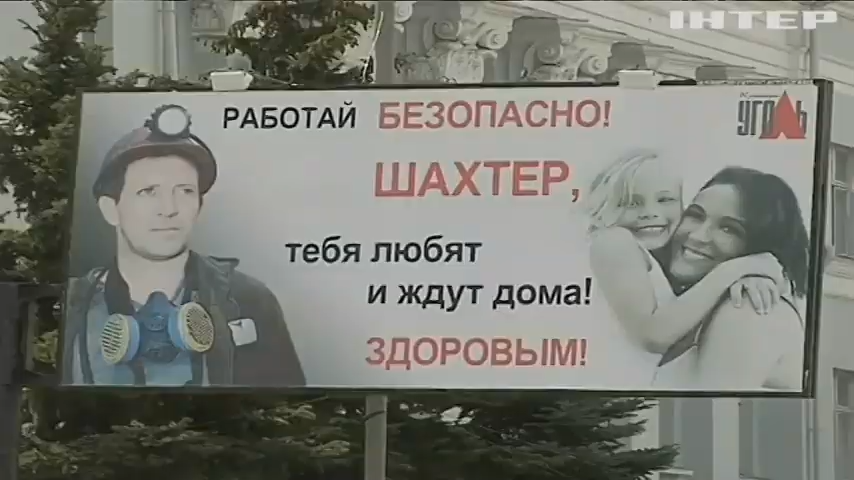 ІНТЕР
РАБОТАЙ БЕЗОПАСНО!
УГОЛЬ
ШАХТЕР,
тебя любят
и ждут дома!
ЗДОРОВЫМ!